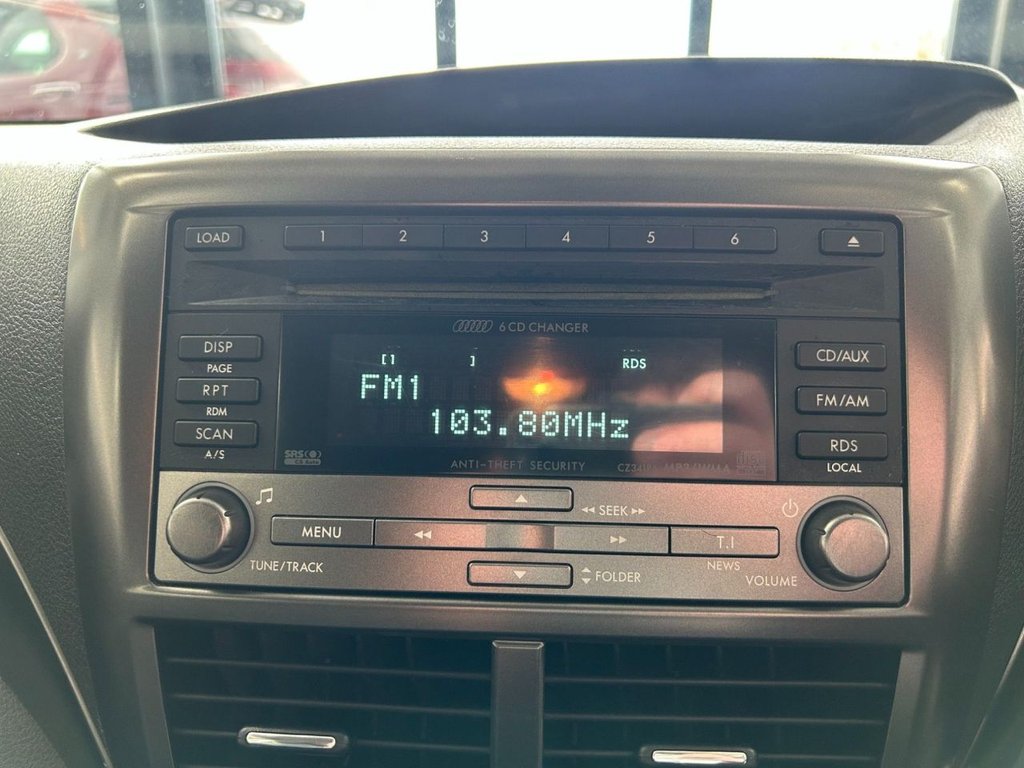 LOAD 1 2 3 4 5 6
6 CD CHANGER
DISP
PAGE
RPT
RDM
SCAN
A/S
[1 ] RDS
FM1
103.80MHz
CD/AUX
FM/AM
RDS
LOCAL
SRS
ANTI-THEFT SECURITY
SEEK
MENU
T.I
NEWS
TUNE/TRACK
FOLDER
VOLUME